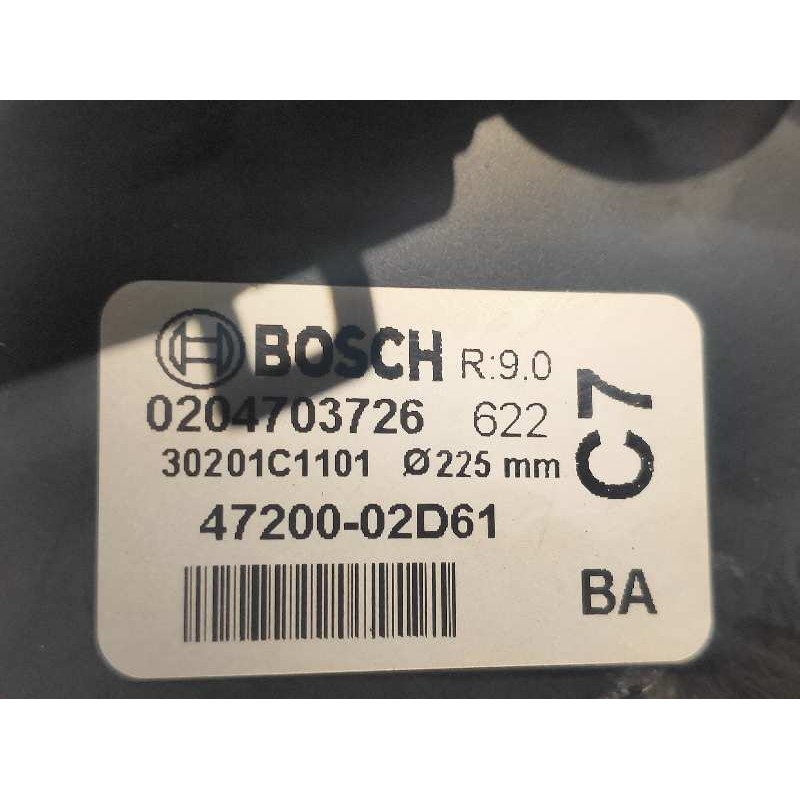 BOSCH R:9.0
0204703726 622
30201C1101 Ø225 mm
47200-02D61
C7
BA